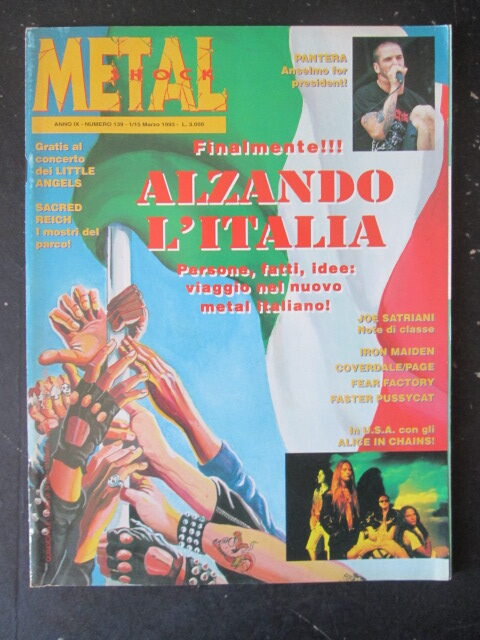 METAL
SHOCK
ANNO IX - NUMERO 139 - 1/15 Marzo 1993 - L. 3.000
PANTERA
Anselmo for
president!
Gratis al
concerto
dei LITTLE
ANGELS
SACRED
REICH
I mostri del
parco!
Finalmente!!!
ALZANDO
L'ITALIA
Persone, fatti, idee:
viaggio nel nuovo
metal italiano!
JOE SATRIANI
Note di classe
IRON MAIDEN
COVERDALE/PAGE
FEAR FACTORY
FASTER PUSSYCAT
In U.S.A. con gli
ALICE IN CHAINS!